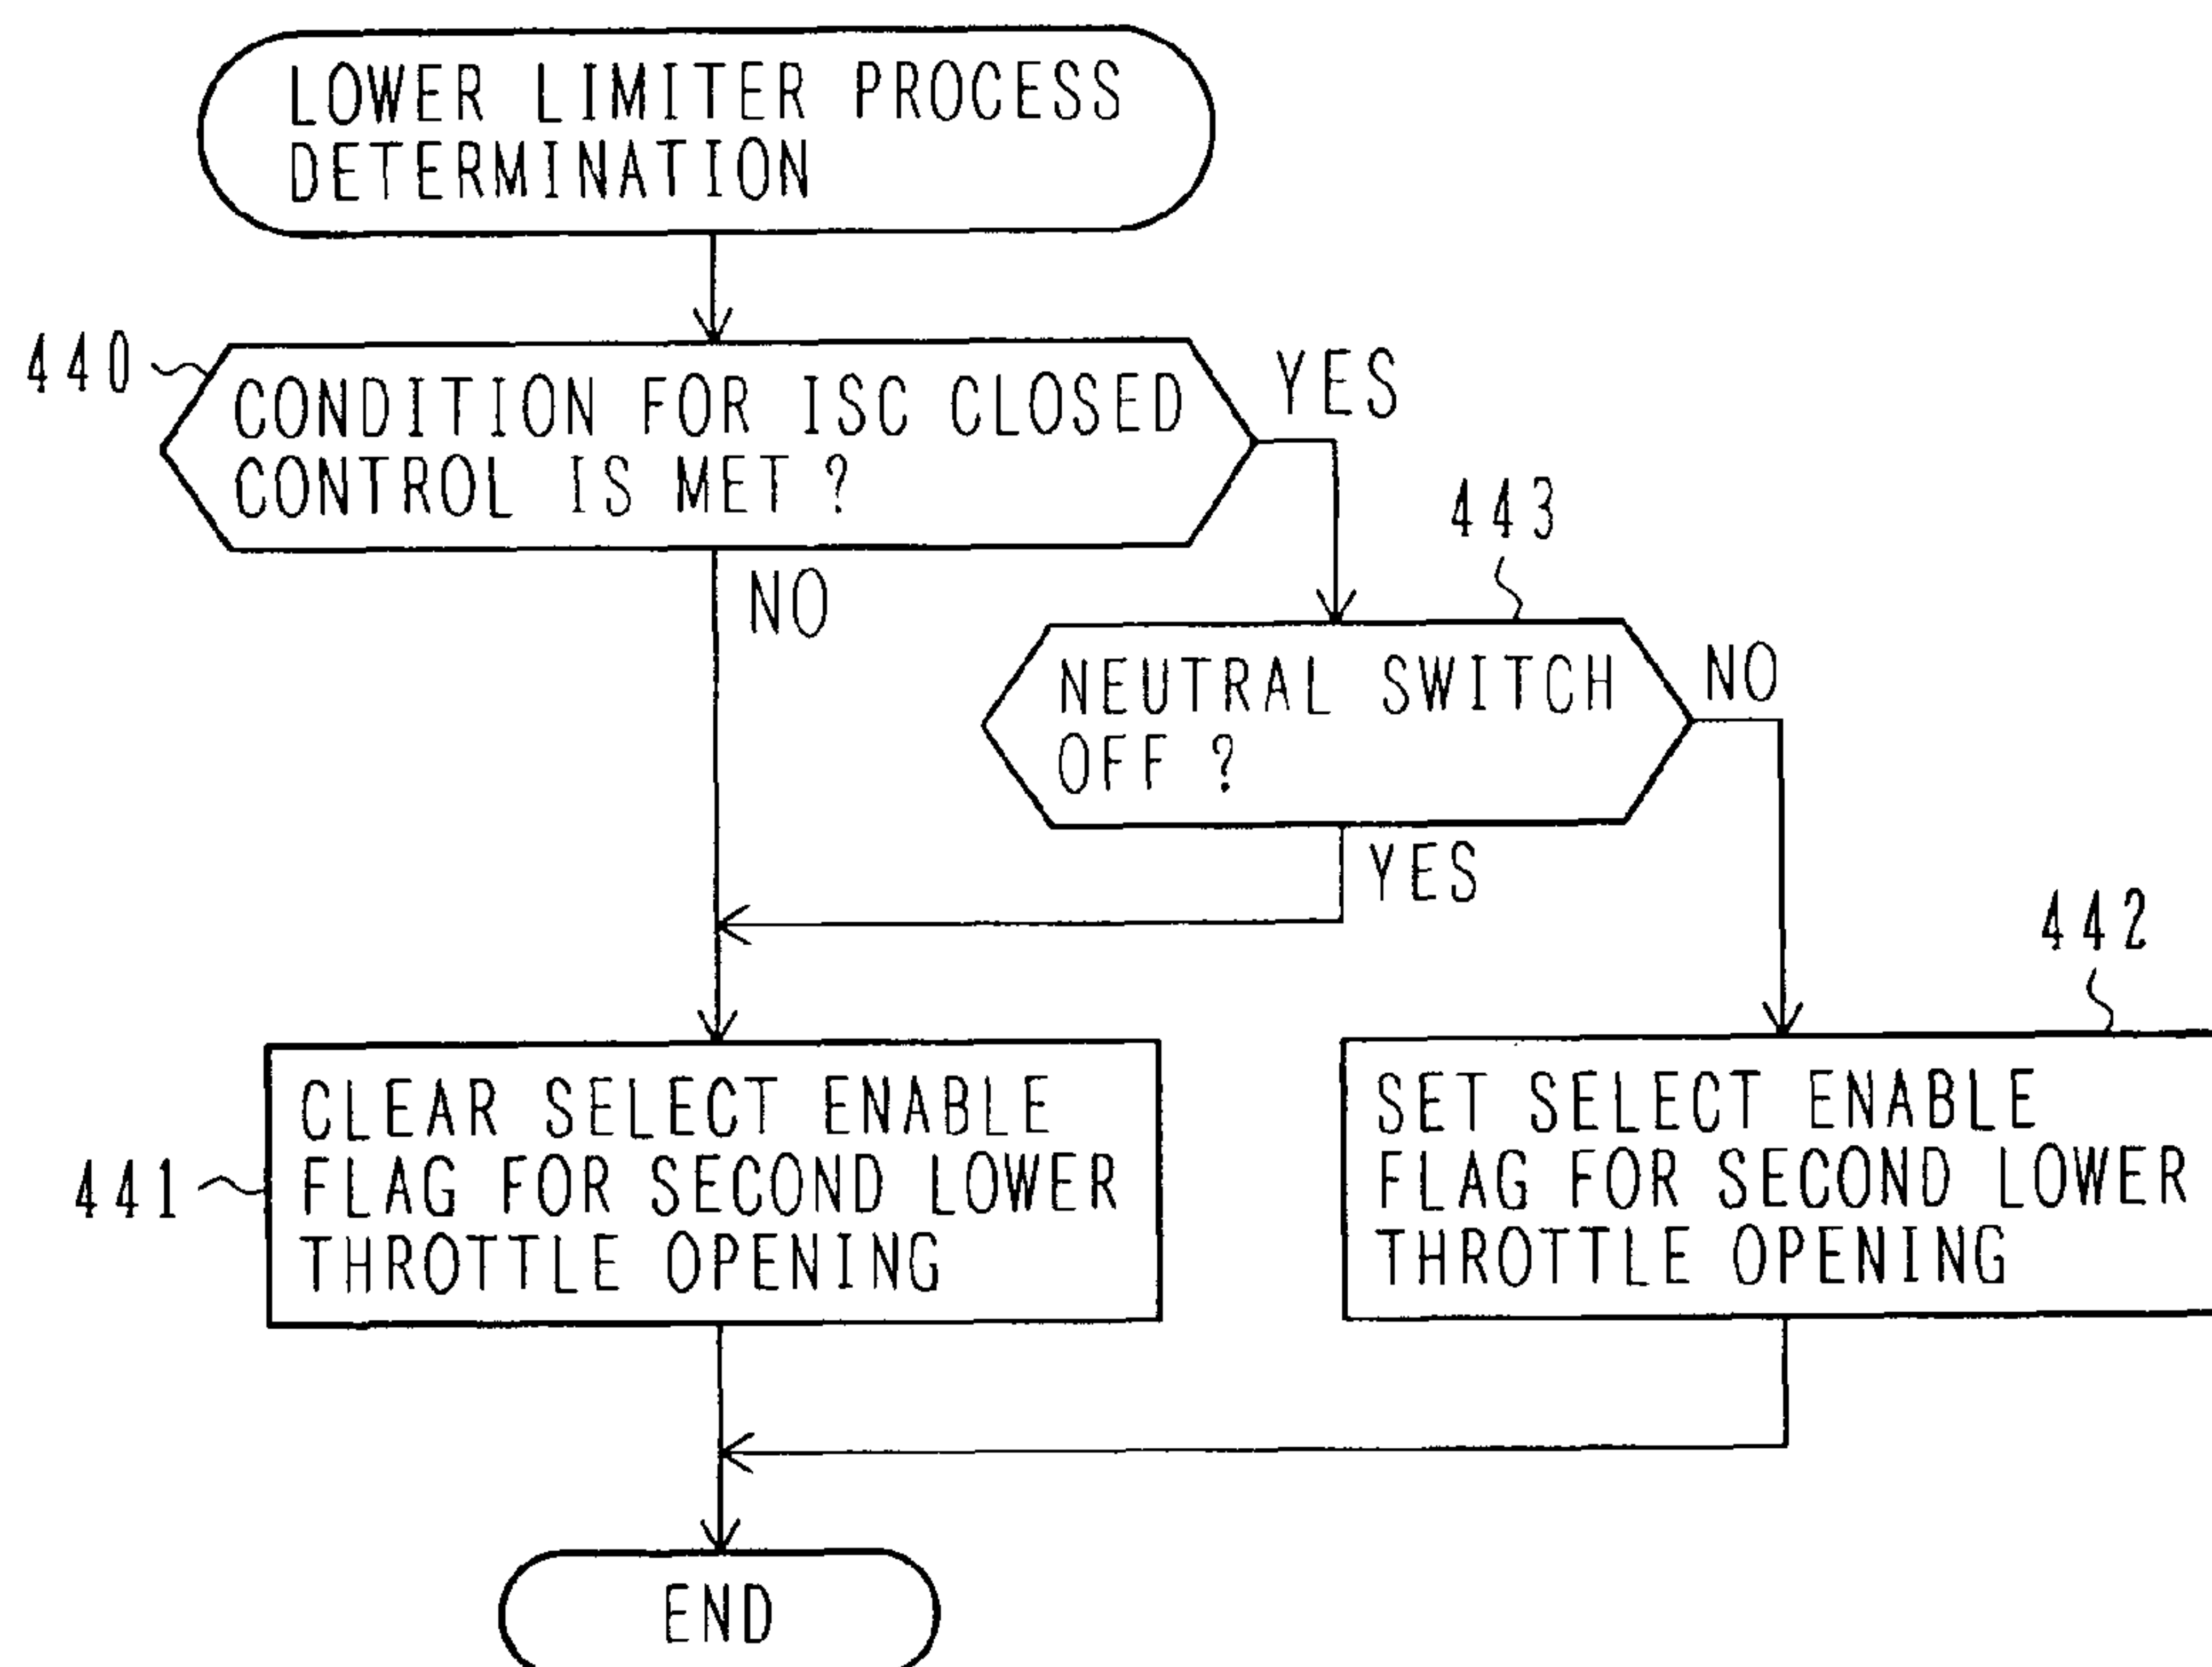 LOWER LIMITER PROCESS
DETERMINATION
440
CONDITION FOR ISC CLOSED
CONTROL IS MET ?
YES
NO
443
NEUTRAL SWITCH
OFF ?
NO
YES
441
CLEAR SELECT ENABLE
FLAG FOR SECOND LOWER
THROTTLE OPENING
442
SET SELECT ENABLE
FLAG FOR SECOND LOWER
THROTTLE OPENING
END